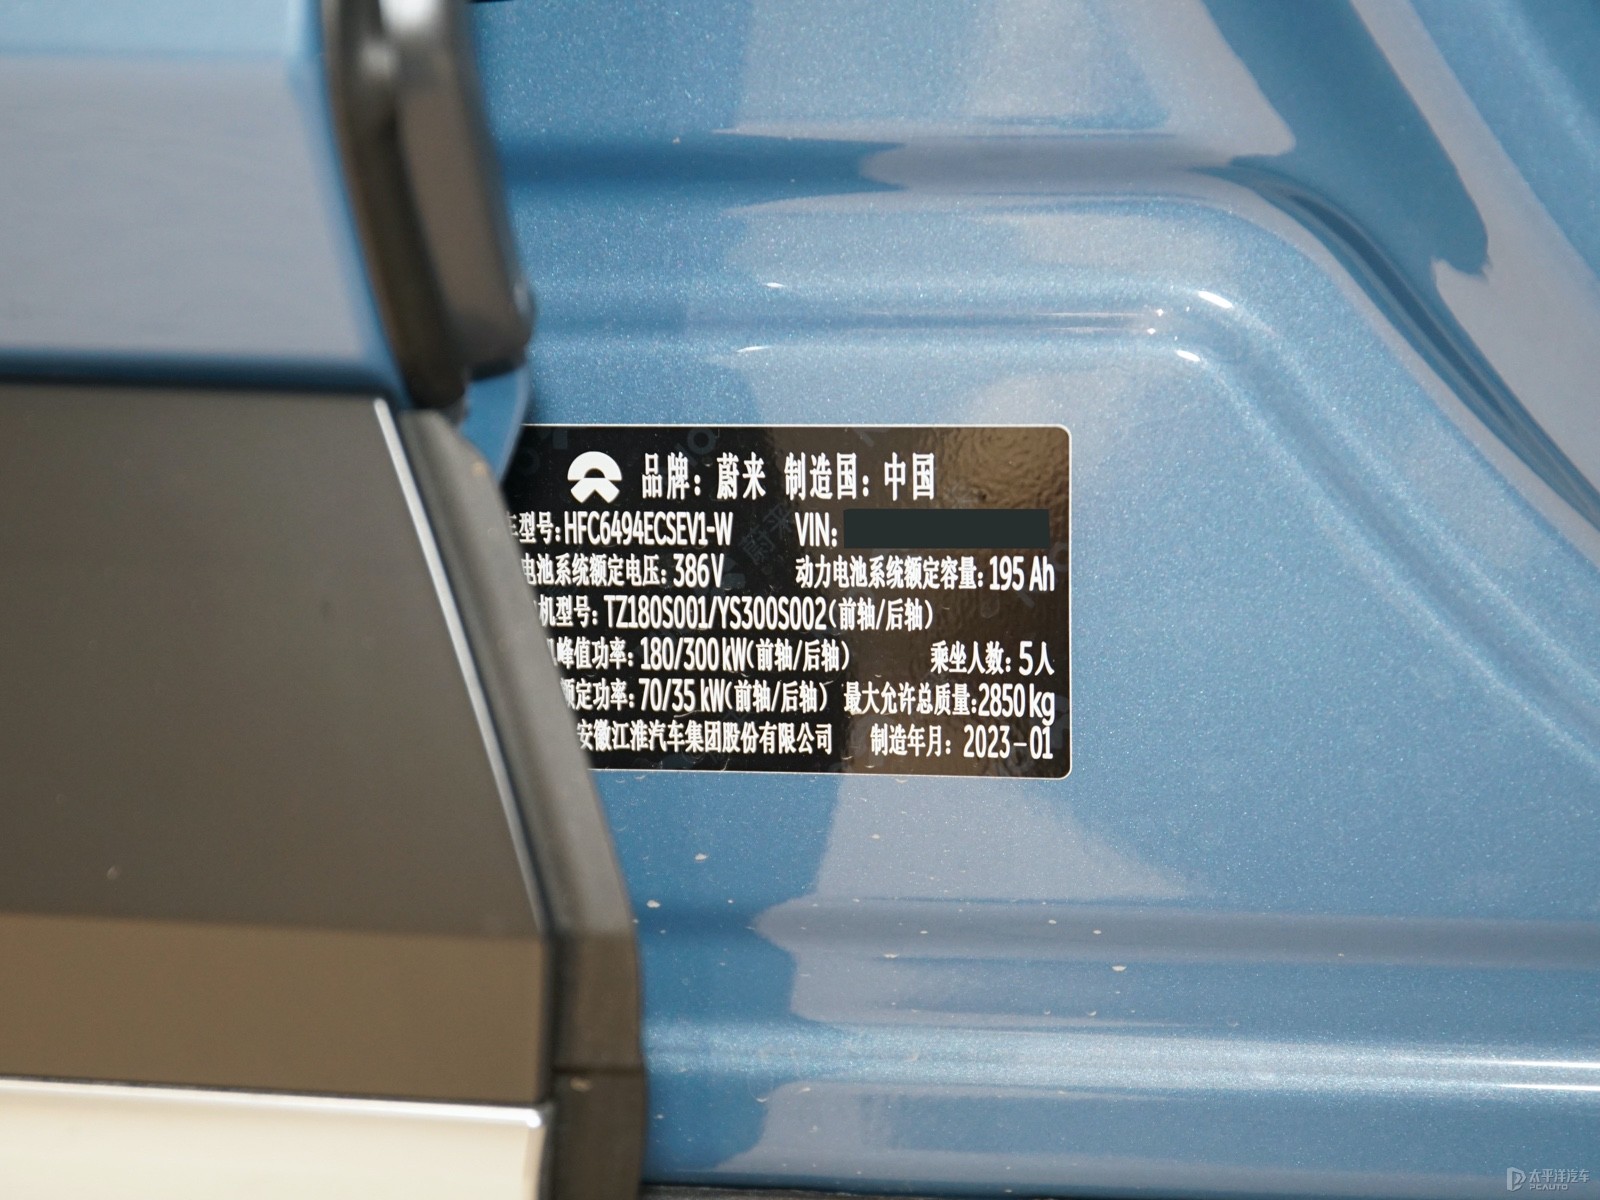 品牌：蔚来 制造国：中国
车型号：HFC6494ECSEV1-W VIN:
电池系统额定电压：386V 动力电池系统额定容量：195 Ah
机型号：TZ180S001/YS300S002(前轴/后轴)
峰值功率：180/300kW(前轴/后轴) 乘坐人数：5人
额定功率：70/35 kW(前轴/后轴) 最大允许总质量：2850kg
安徽江淮汽车集团股份有限公司 制造年月：2023-01
太平洋汽车
PCAUTO